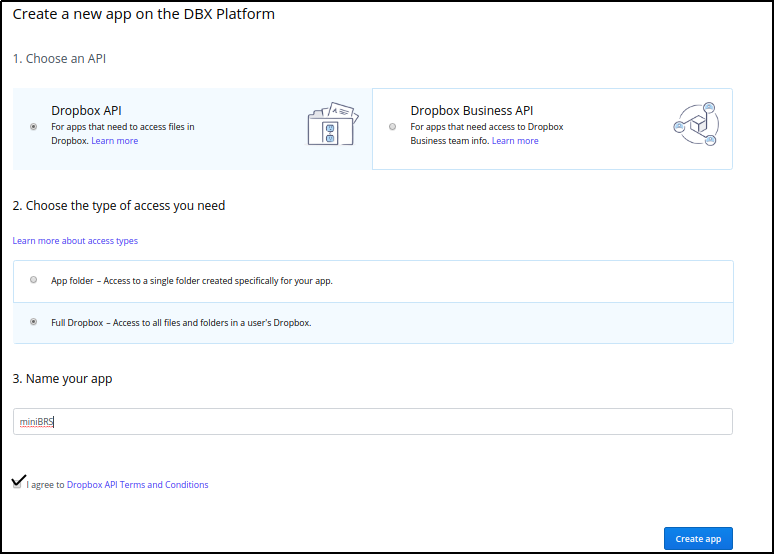 Create a new app on the DBX Platform
1. Choose an API
Dropbox API
For apps that need to access files in
Dropbox. Learn more
Dropbox Business API
For apps that need access to Dropbox
Business team info. Learn more
2. Choose the type of access you need
Learn more about access types
App folder – Access to a single folder created specifically for your app.
Full Dropbox – Access to all files and folders in a user's Dropbox.
3. Name your app
miniBRS
I agree to Dropbox API Terms and Conditions
Create app